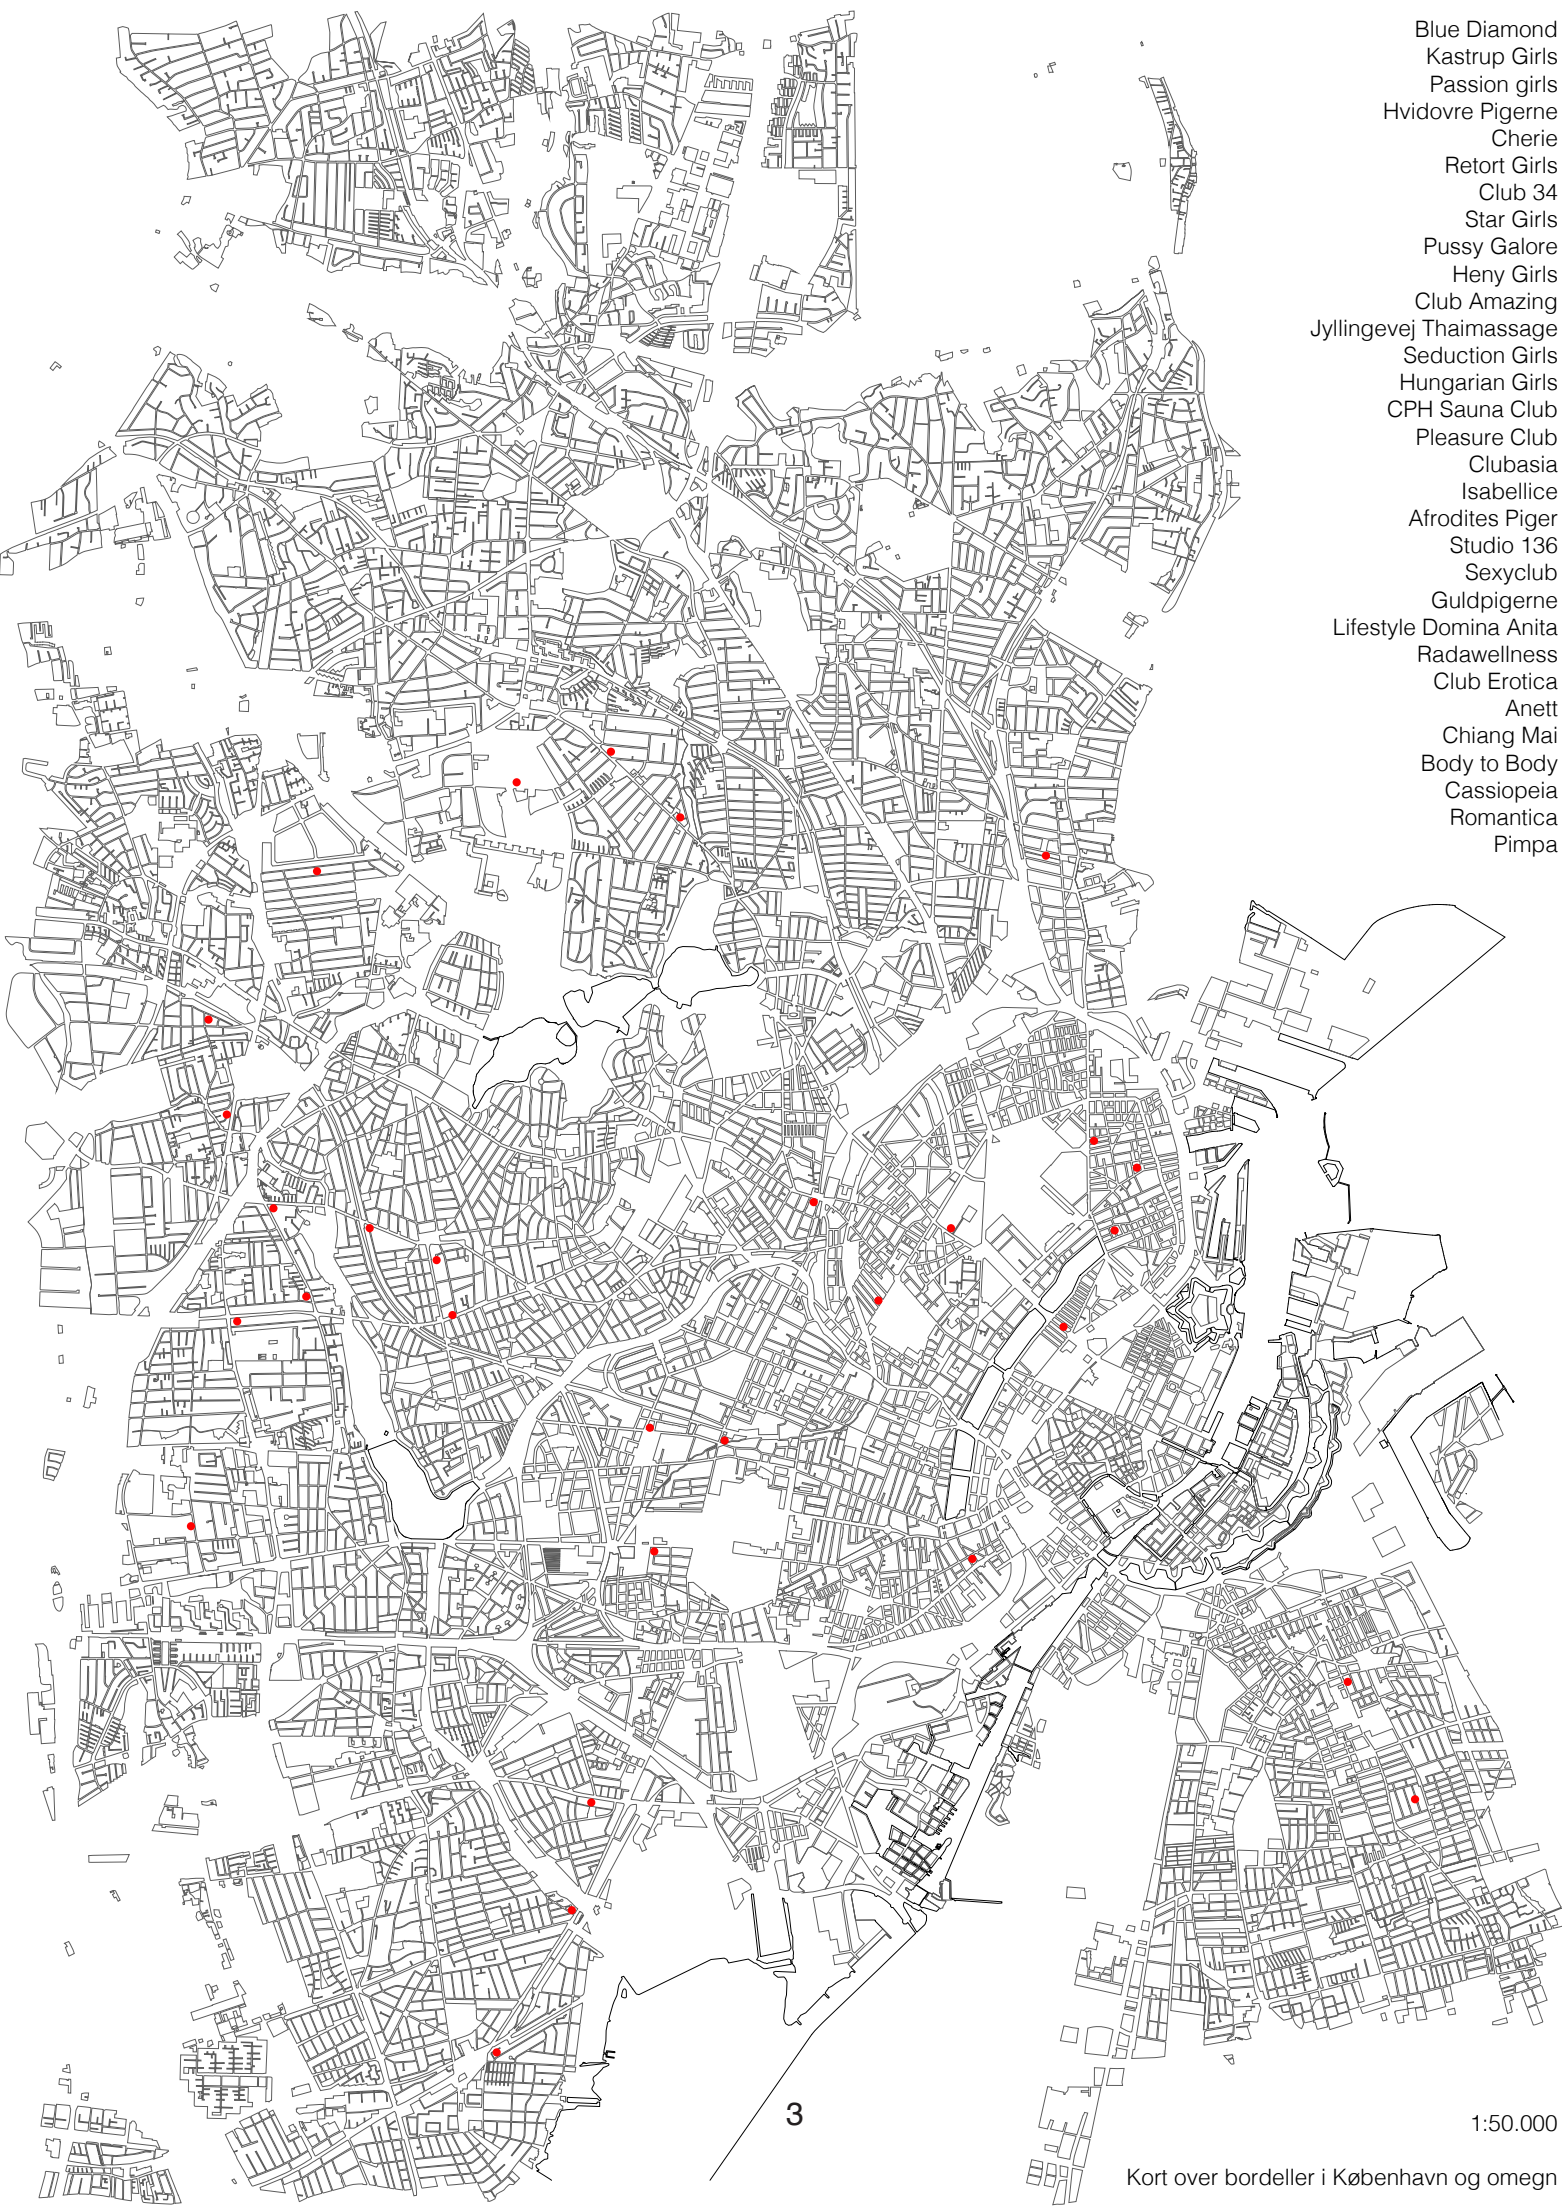 Blue Diamond
Kastrup Girls
Passion girls
Hvidovre Pigerne
Cherie
Retort Girls
Club 34
Star Girls
Pussy Galore
Heny Girls
Club Amazing
Jyllingevej Thaimassage
Seduction Girls
Hungarian Girls
CPH Sauna Club
Pleasure Club
Clubasia
Isabellice
Afrodites Piger
Studio 136
Sexyclub
Guldpigerne
Lifestyle Domina Anita
Radawellness
Club Erotica
Anett
Chiang Mai
Body to Body
Cassiopeia
Romantica
Pimpa
3
1:50.000
Kort over bordeller i København og omegn